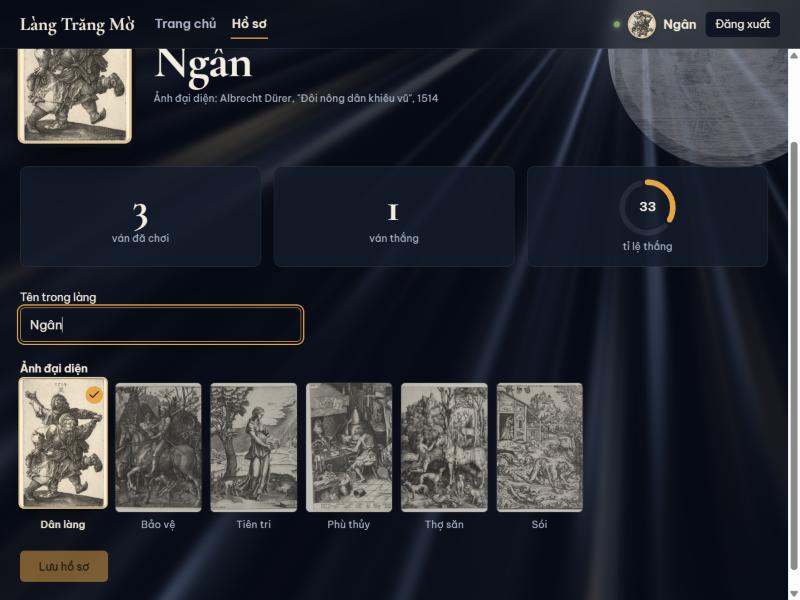 Làng Trăng Mờ
Trang chủ
Hồ sơ
Ngân
Đăng xuất
Ngân
Ảnh đại diện: Albrecht Dürer, "Đôi nông dân khiêu vũ", 1514
3
ván đã chơi
1
ván thắng
33
tỉ lệ thắng
Tên trong làng
Ngân
Ảnh đại diện
Dân làng
Bảo vệ
Tiên tri
Phù thủy
Thợ săn
Sói
Lưu hồ sơ